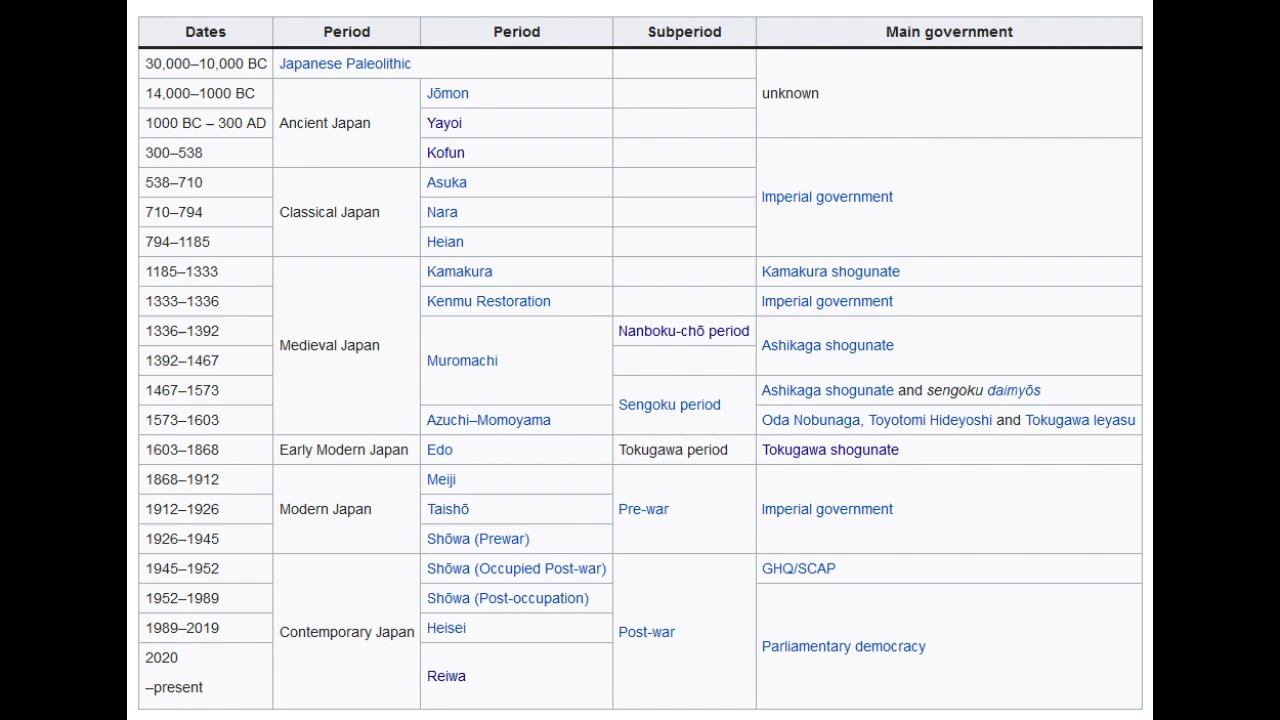 Dates Period Period Subperiod Main government
30,000–10,000 BC Japanese Paleolithic
14,000–1000 BC Jōmon unknown
1000 BC – 300 AD Ancient Japan Yayoi
300–538 Kofun
538–710 Asuka Imperial government
710–794 Classical Japan Nara
794–1185 Heian
1185–1333 Kamakura Kamakura shogunate
1333–1336 Kenmu Restoration Imperial government
1336–1392 Nanboku-chō period
Medieval Japan Ashikaga shogunate
1392–1467 Muromachi
1467–1573 Ashikaga shogunate and sengoku daimyōs
Sengoku period
1573–1603 Azuchi–Momoyama Oda Nobunaga, Toyotomi Hideyoshi and Tokugawa Ieyasu
1603–1868 Early Modern Japan Edo Tokugawa period Tokugawa shogunate
1868–1912 Meiji
1912–1926 Modern Japan Taishō Pre-war Imperial government
1926–1945 Shōwa (Prewar)
1945–1952 Shōwa (Occupied Post-war) GHQ/SCAP
1952–1989 Shōwa (Post-occupation)
1989–2019 Contemporary Japan Heisei Post-war
Parliamentary democracy
2020
Reiwa
–present